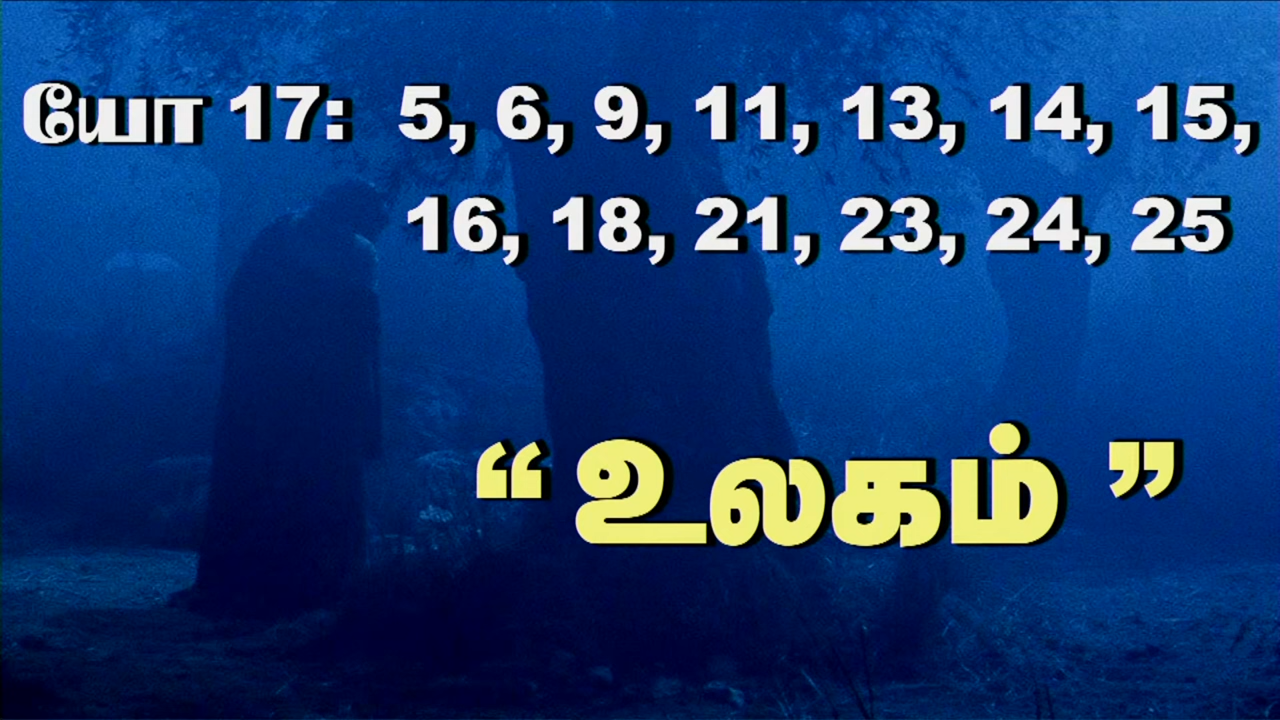 யோ 17: 5, 6, 9, 11, 13, 14, 15,
16, 18, 21, 23, 24, 25
“ உலகம் ”